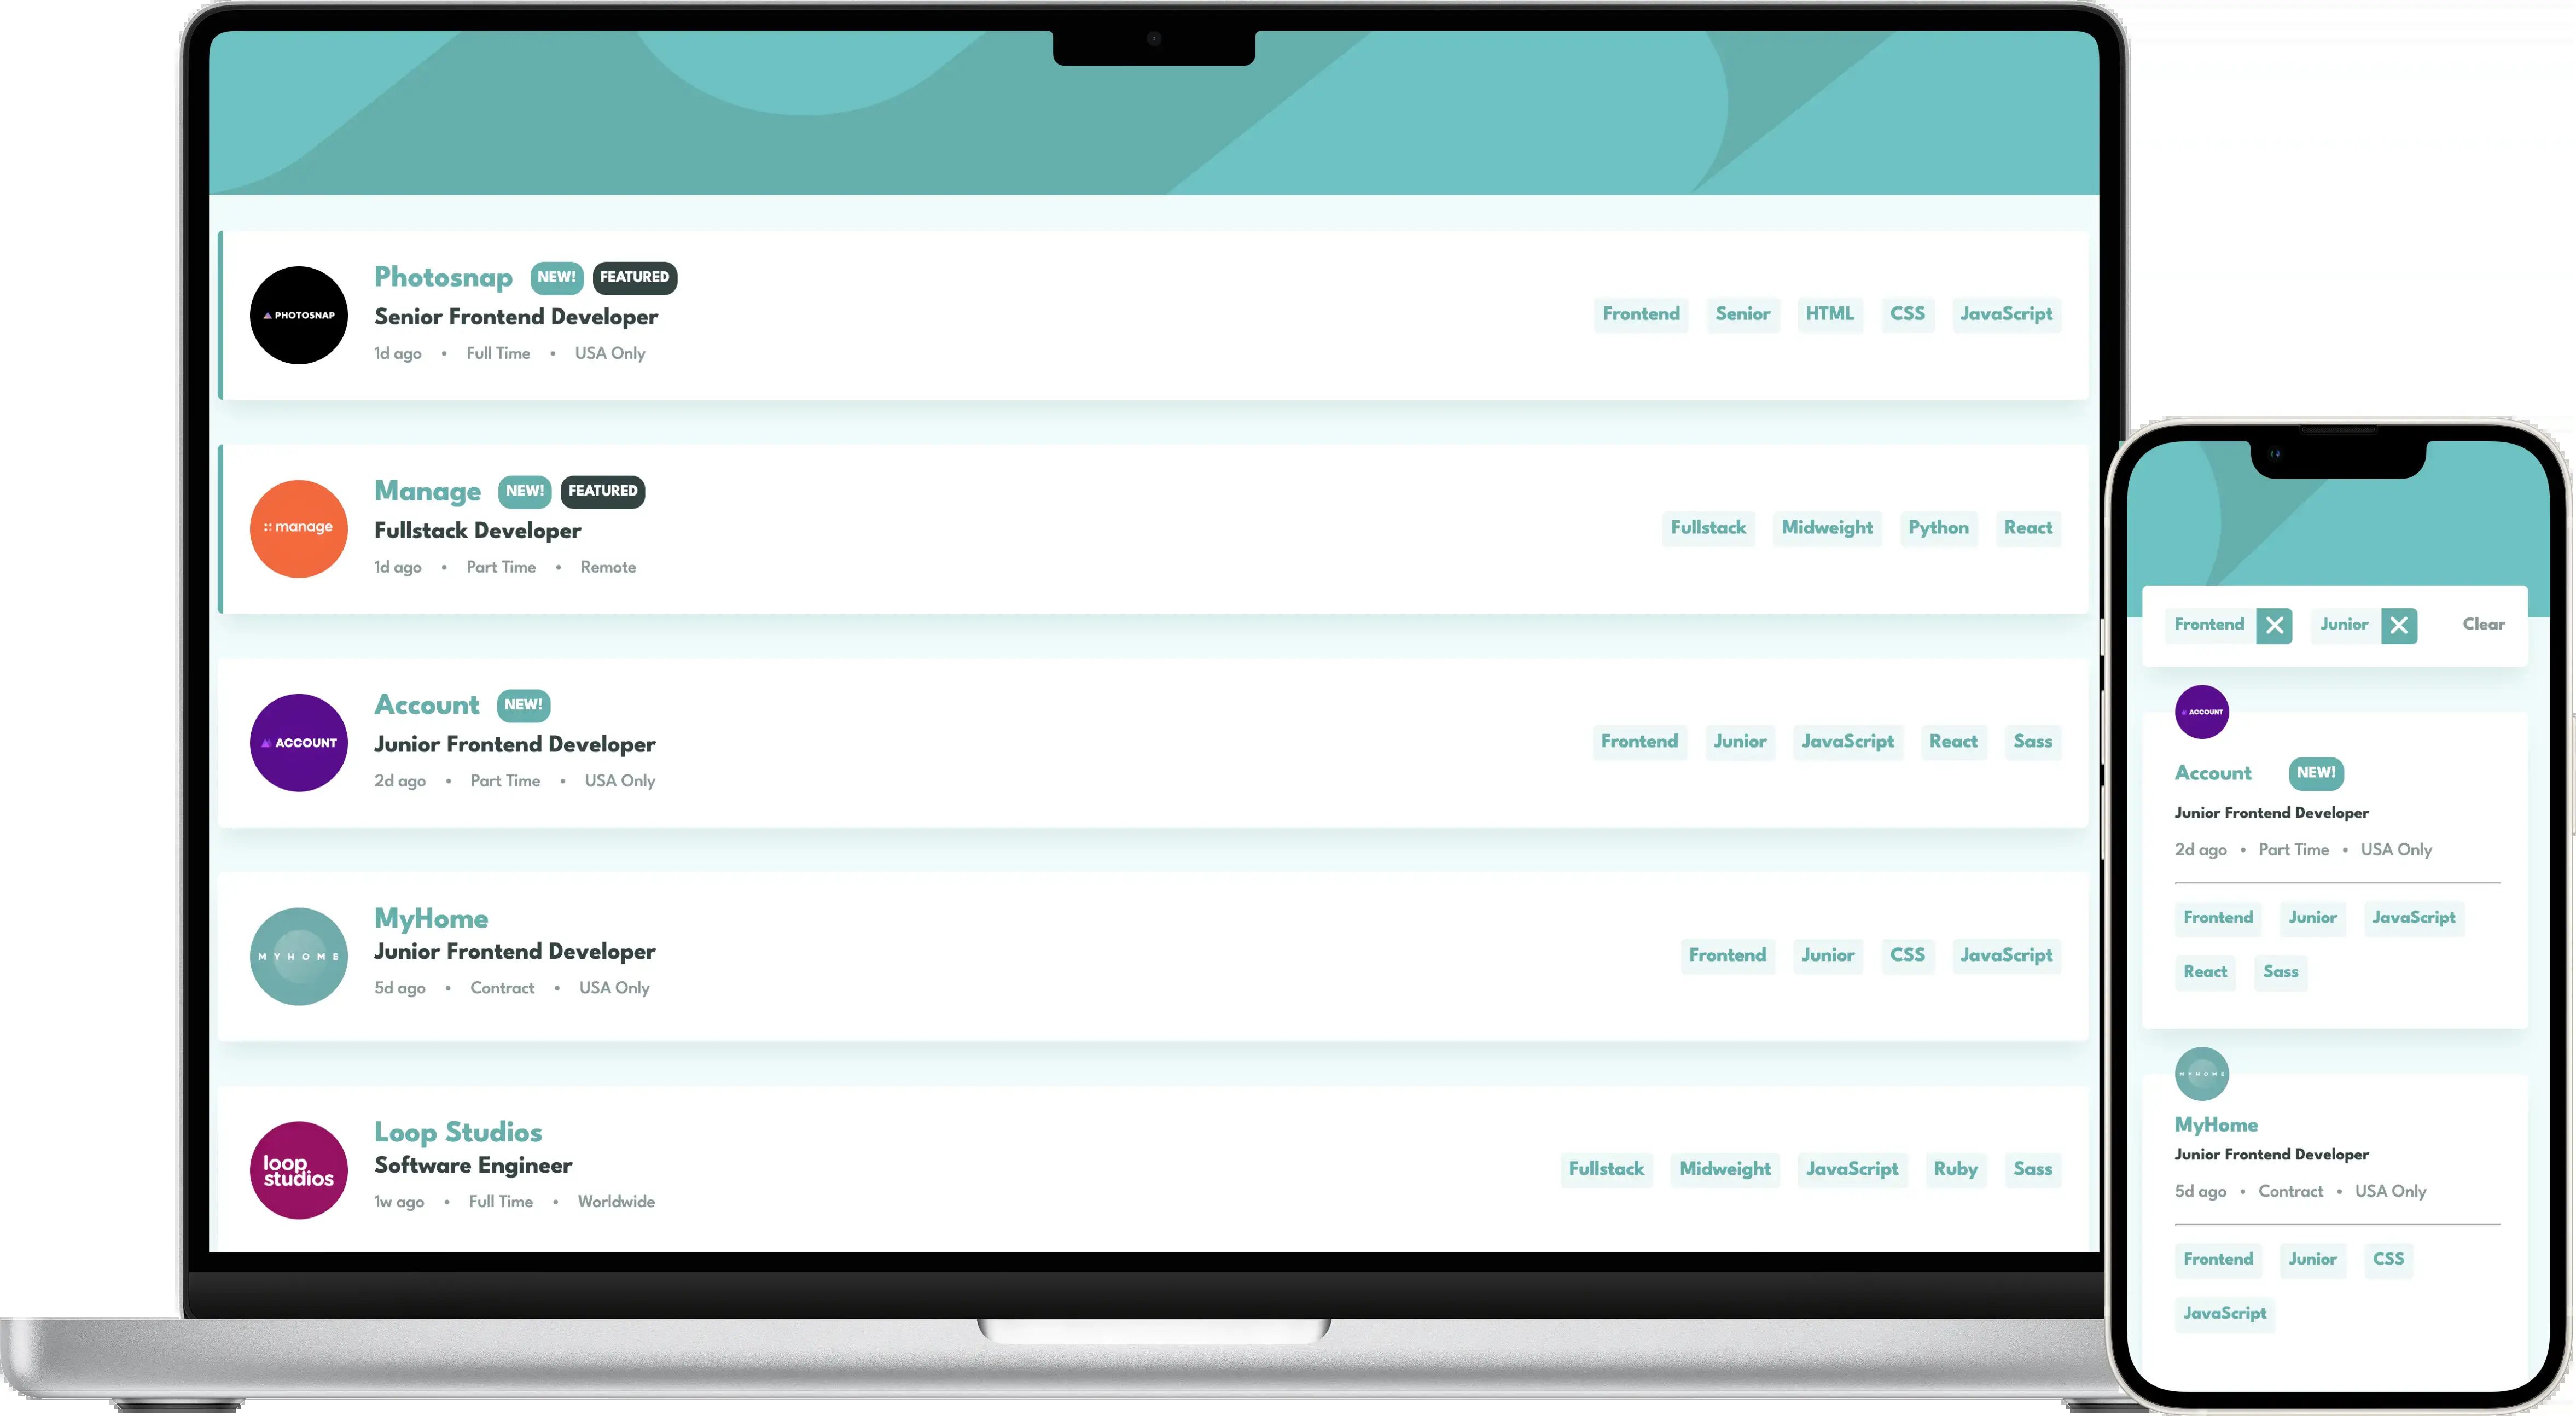 PHOTOSNAP
Photosnap NEW! FEATURED
Senior Frontend Developer
1d ago • Full Time • USA Only
Frontend Senior HTML CSS JavaScript
manage
Manage NEW! FEATURED
Fullstack Developer
1d ago • Part Time • Remote
Fullstack Midweight Python React
ACCOUNT
Account NEW!
Junior Frontend Developer
2d ago • Part Time • USA Only
Frontend Junior JavaScript React Sass
MYHOME
MyHome
Junior Frontend Developer
5d ago • Contract • USA Only
Frontend Junior CSS JavaScript
loop
studios
Loop Studios
Software Engineer
1w ago • Full Time • Worldwide
Fullstack Midweight JavaScript Ruby Sass
Frontend Junior Clear
ACCOUNT
Account NEW!
Junior Frontend Developer
2d ago • Part Time • USA Only
Frontend Junior JavaScript
React Sass
MYHOME
MyHome
Junior Frontend Developer
5d ago • Contract • USA Only
Frontend Junior CSS
JavaScript